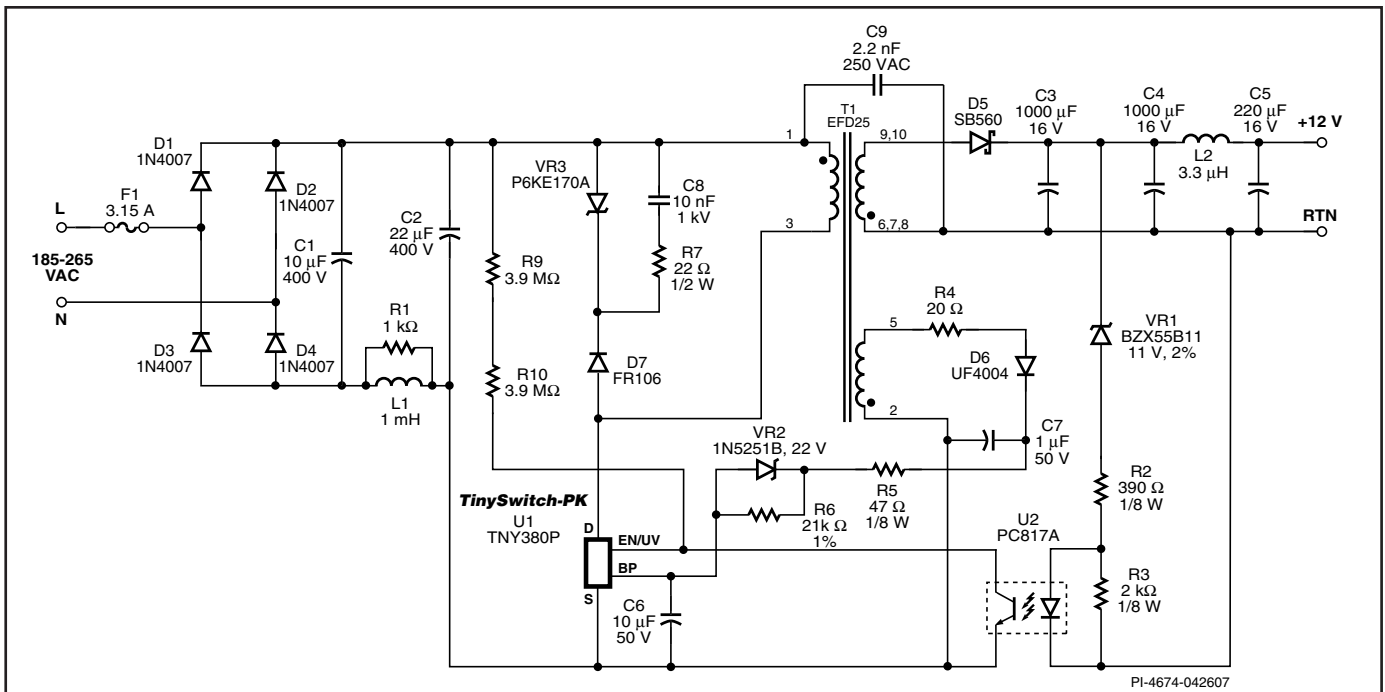 C9
2.2 nF
250 VAC
T1
EFD25
D5
SB560
C3
1000 µF
16 V
C4
1000 µF
16 V
C5
220 µF
16 V
+12 V
L2
3.3 µH
RTN
1
9,10
3
6,7,8
D1
1N4007
D2
1N4007
F1
3.15 A
L
185-265
VAC
N
C1
10 µF
400 V
C2
22 µF
400 V
D3
1N4007
D4
1N4007
R1
1 kΩ
L1
1 mH
VR3
P6KE170A
C8
10 nF
1 kV
R7
22 Ω
1/2 W
R9
3.9 MΩ
R10
3.9 MΩ
D7
FR106
5
R4
20 Ω
D6
UF4004
2
C7
1 µF
50 V
VR1
BZX55B11
11 V, 2%
VR2
1N5251B, 22 V
R5
47 Ω
1/8 W
R6
21k Ω
1%
R2
390 Ω
1/8 W
TinySwitch-PK
U1
TNY380P
D
EN/UV
BP
S
C6
10 µF
50 V
U2
PC817A
R3
2 kΩ
1/8 W
PI-4674-042607